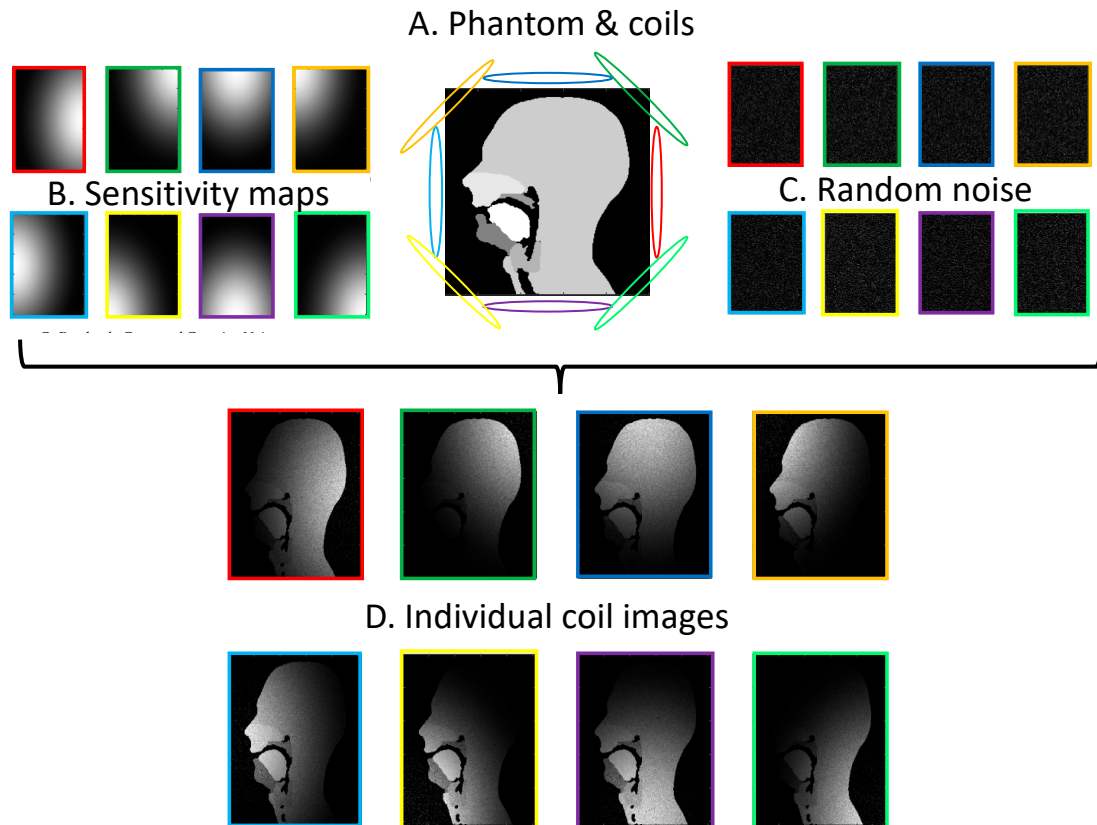 A. Phantom & coils
B. Sensitivity maps
C. Random noise
D. Individual coil images